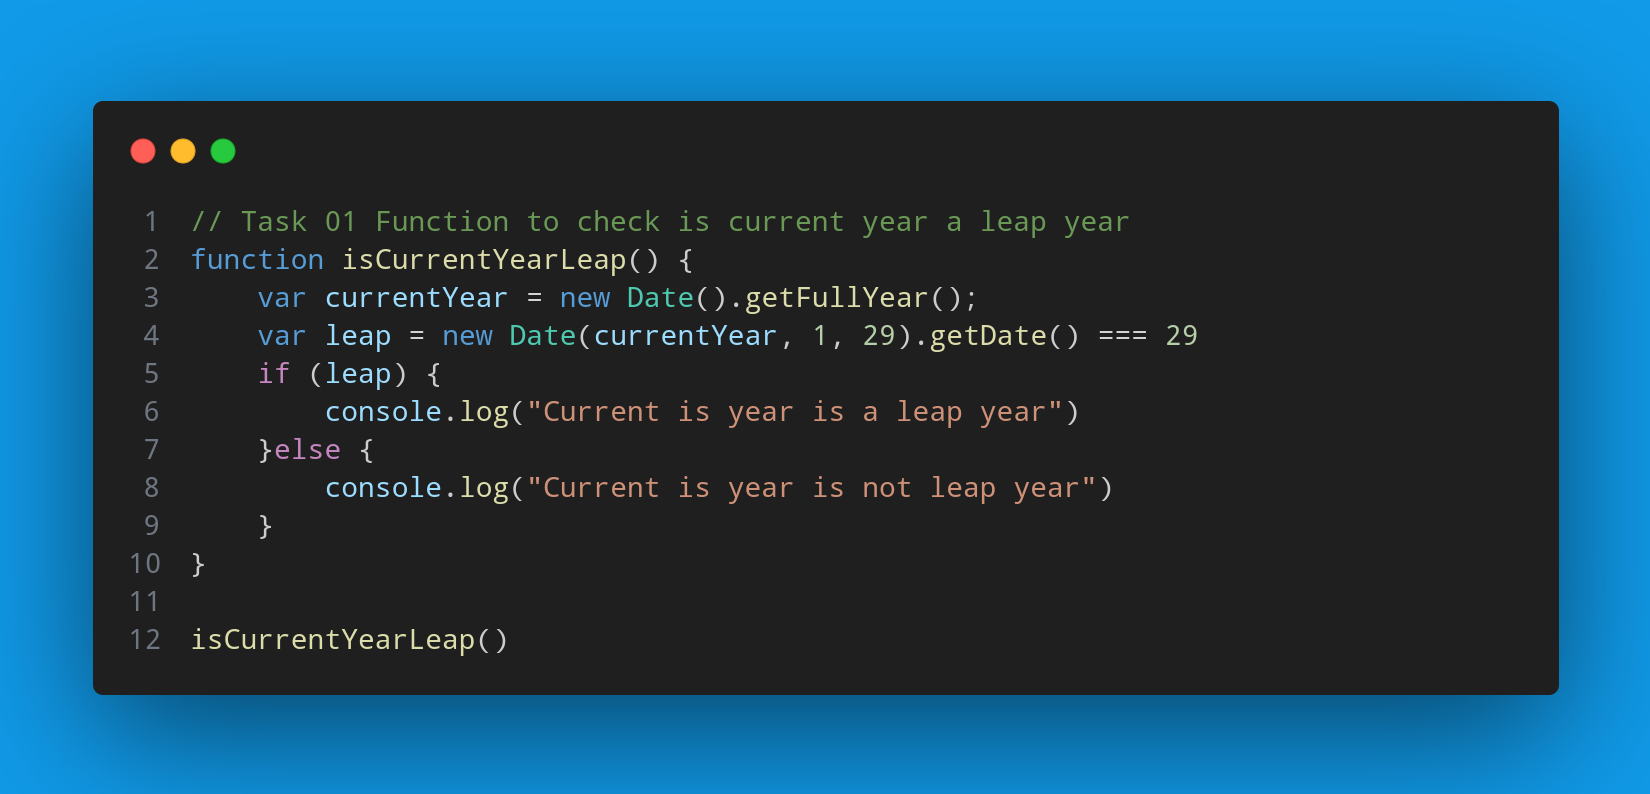 1 // Task 01 Function to check is current year a leap year
2 function isCurrentYearLeap() {
3     var currentYear = new Date().getFullYear();
4     var leap = new Date(currentYear, 1, 29).getDate() === 29
5     if (leap) {
6         console.log("Current is year is a leap year")
7     }else {
8         console.log("Current is year is not leap year")
9     }
10 }
11
12 isCurrentYearLeap()